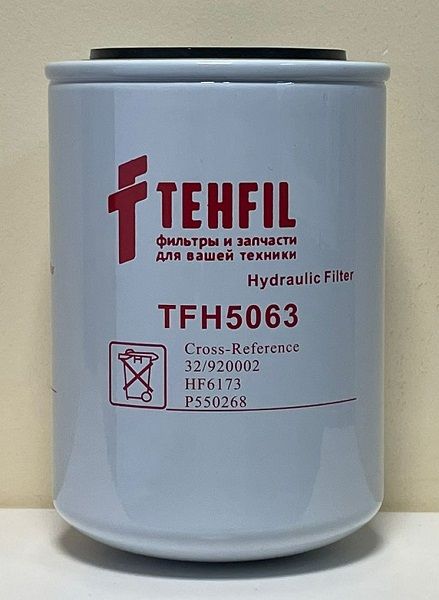 TEHFIL
фильтры и запчасти
для вашей техники
Hydraulic Filter
TFH5063
Cross-Reference
32/920002
HF6173
P550268